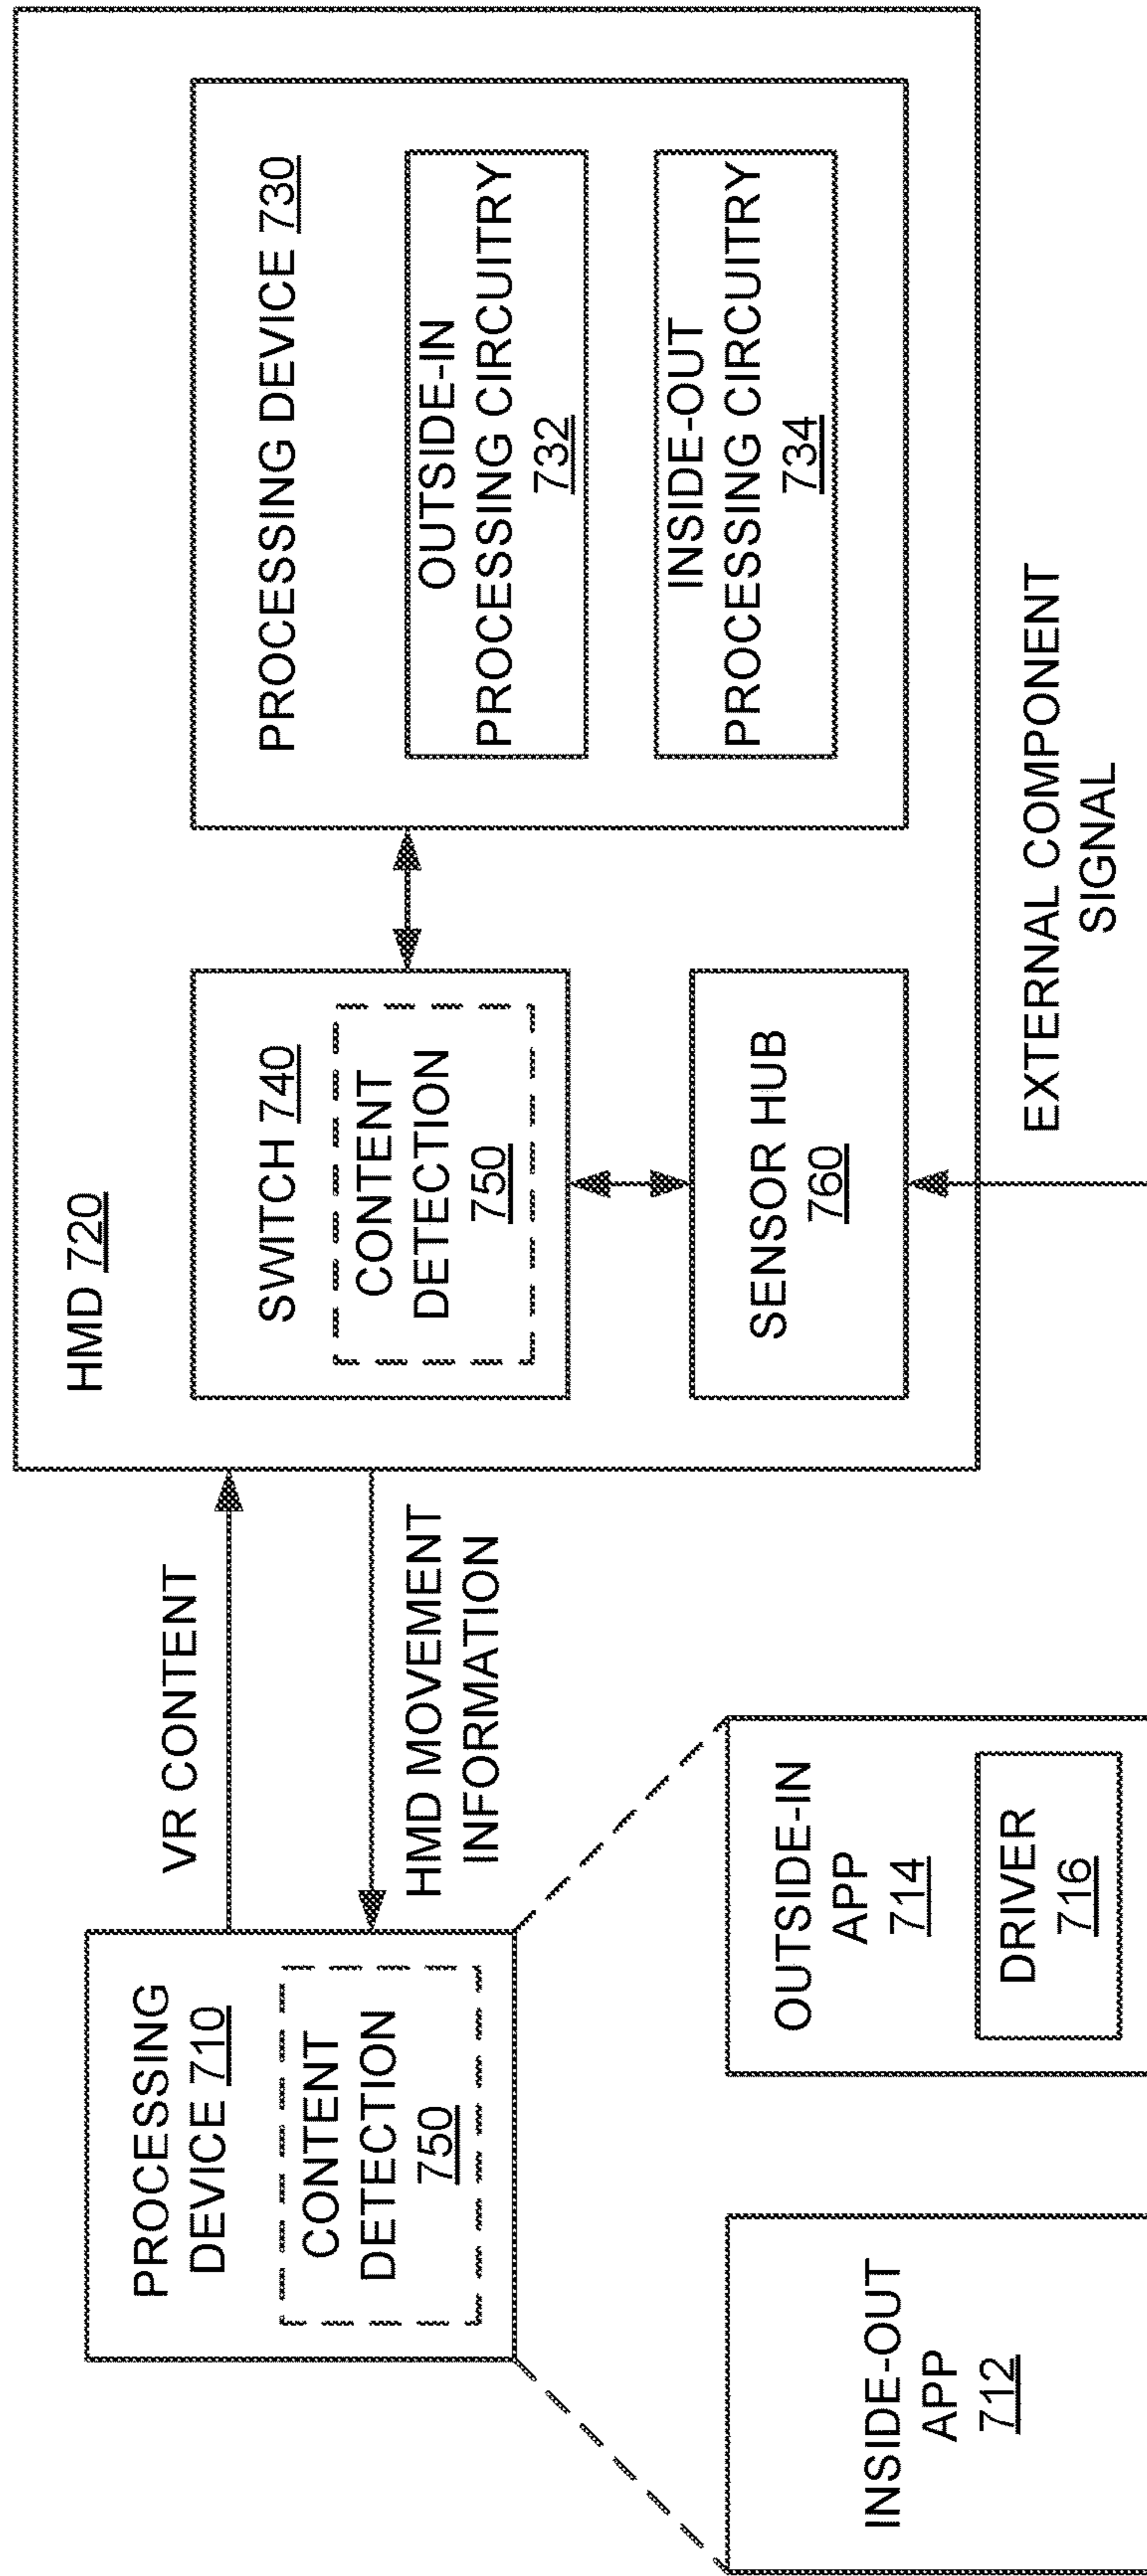 PROCESSING
DEVICE 710
CONTENT
DETECTION
750
VR CONTENT
HMD MOVEMENT
INFORMATION
INSIDE-OUT
APP
712
OUTSIDE-IN
APP
714
DRIVER
716
HMD 720
SWITCH 740
CONTENT
DETECTION
750
SENSOR HUB
760
PROCESSING DEVICE 730
OUTSIDE-IN
PROCESSING CIRCUITRY
732
INSIDE-OUT
PROCESSING CIRCUITRY
734
EXTERNAL COMPONENT
SIGNAL